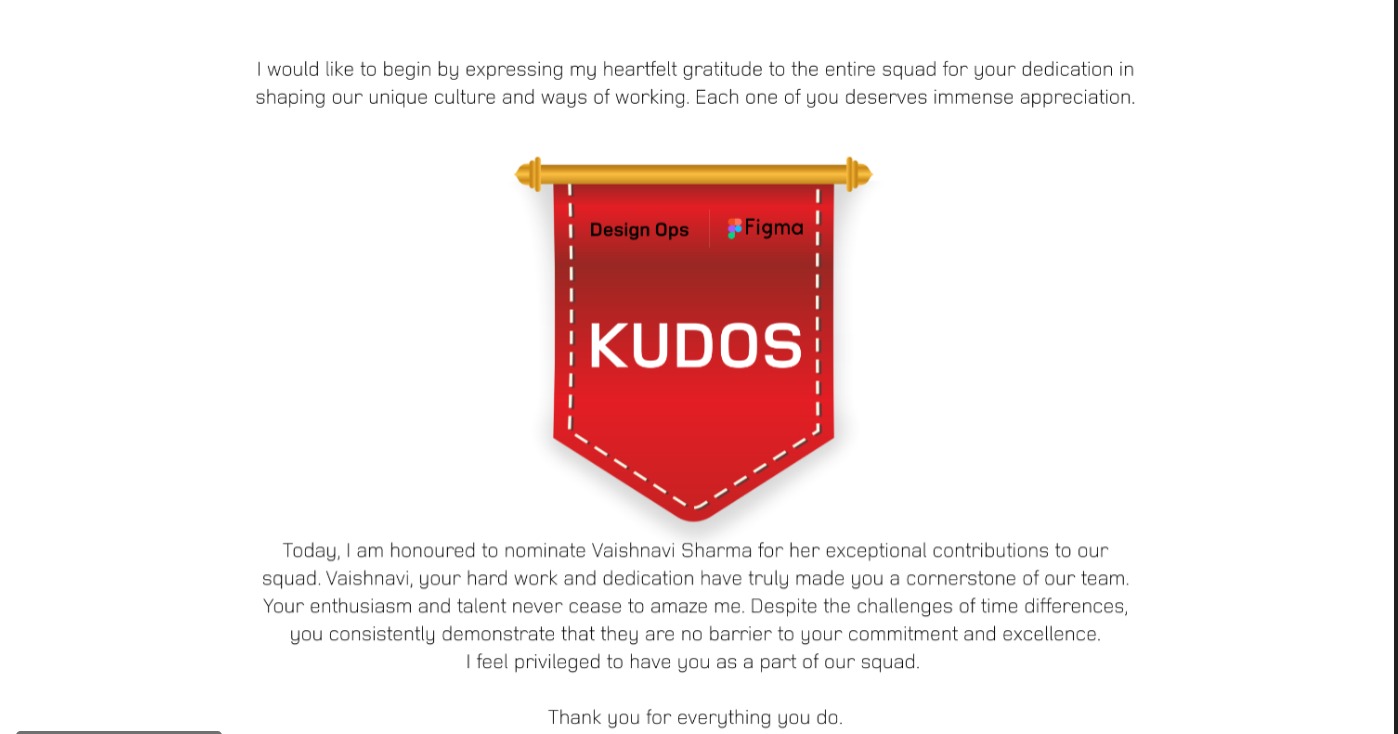 I would like to begin by expressing my heartfelt gratitude to the entire squad for your dedication in
shaping our unique culture and ways of working. Each one of you deserves immense appreciation.
Design Ops
Figma
KUDOS
Today, I am honoured to nominate Vaishnavi Sharma for her exceptional contributions to our
squad. Vaishnavi, your hard work and dedication have truly made you a cornerstone of our team.
Your enthusiasm and talent never cease to amaze me. Despite the challenges of time differences,
you consistently demonstrate that they are no barrier to your commitment and excellence.
I feel privileged to have you as a part of our squad.
Thank you for everything you do.